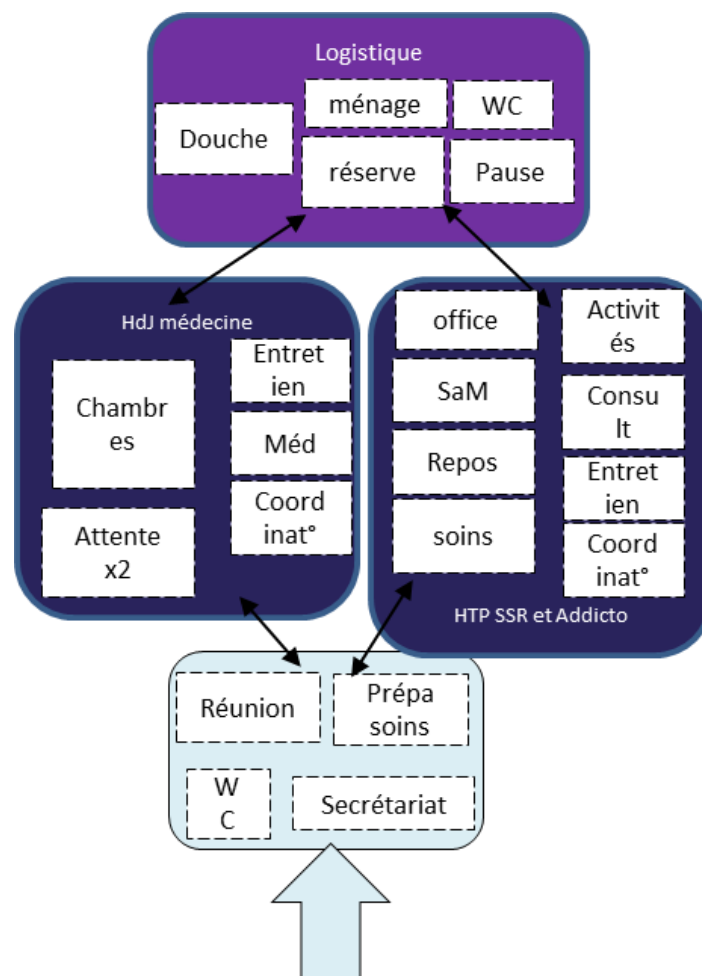 Logistique
ménage
WC
Douche
réserve
Pause
HdJ médecine
Entret
ien
Chambr
es
Méd
Coord
inat°
Attente
x2
office
Activit
és
SaM
Consu
lt
Repos
Entret
ien
soins
Coord
inat°
HTP SSR et Addicto
Réunion
Prépa
soins
W
C
Secrétariat